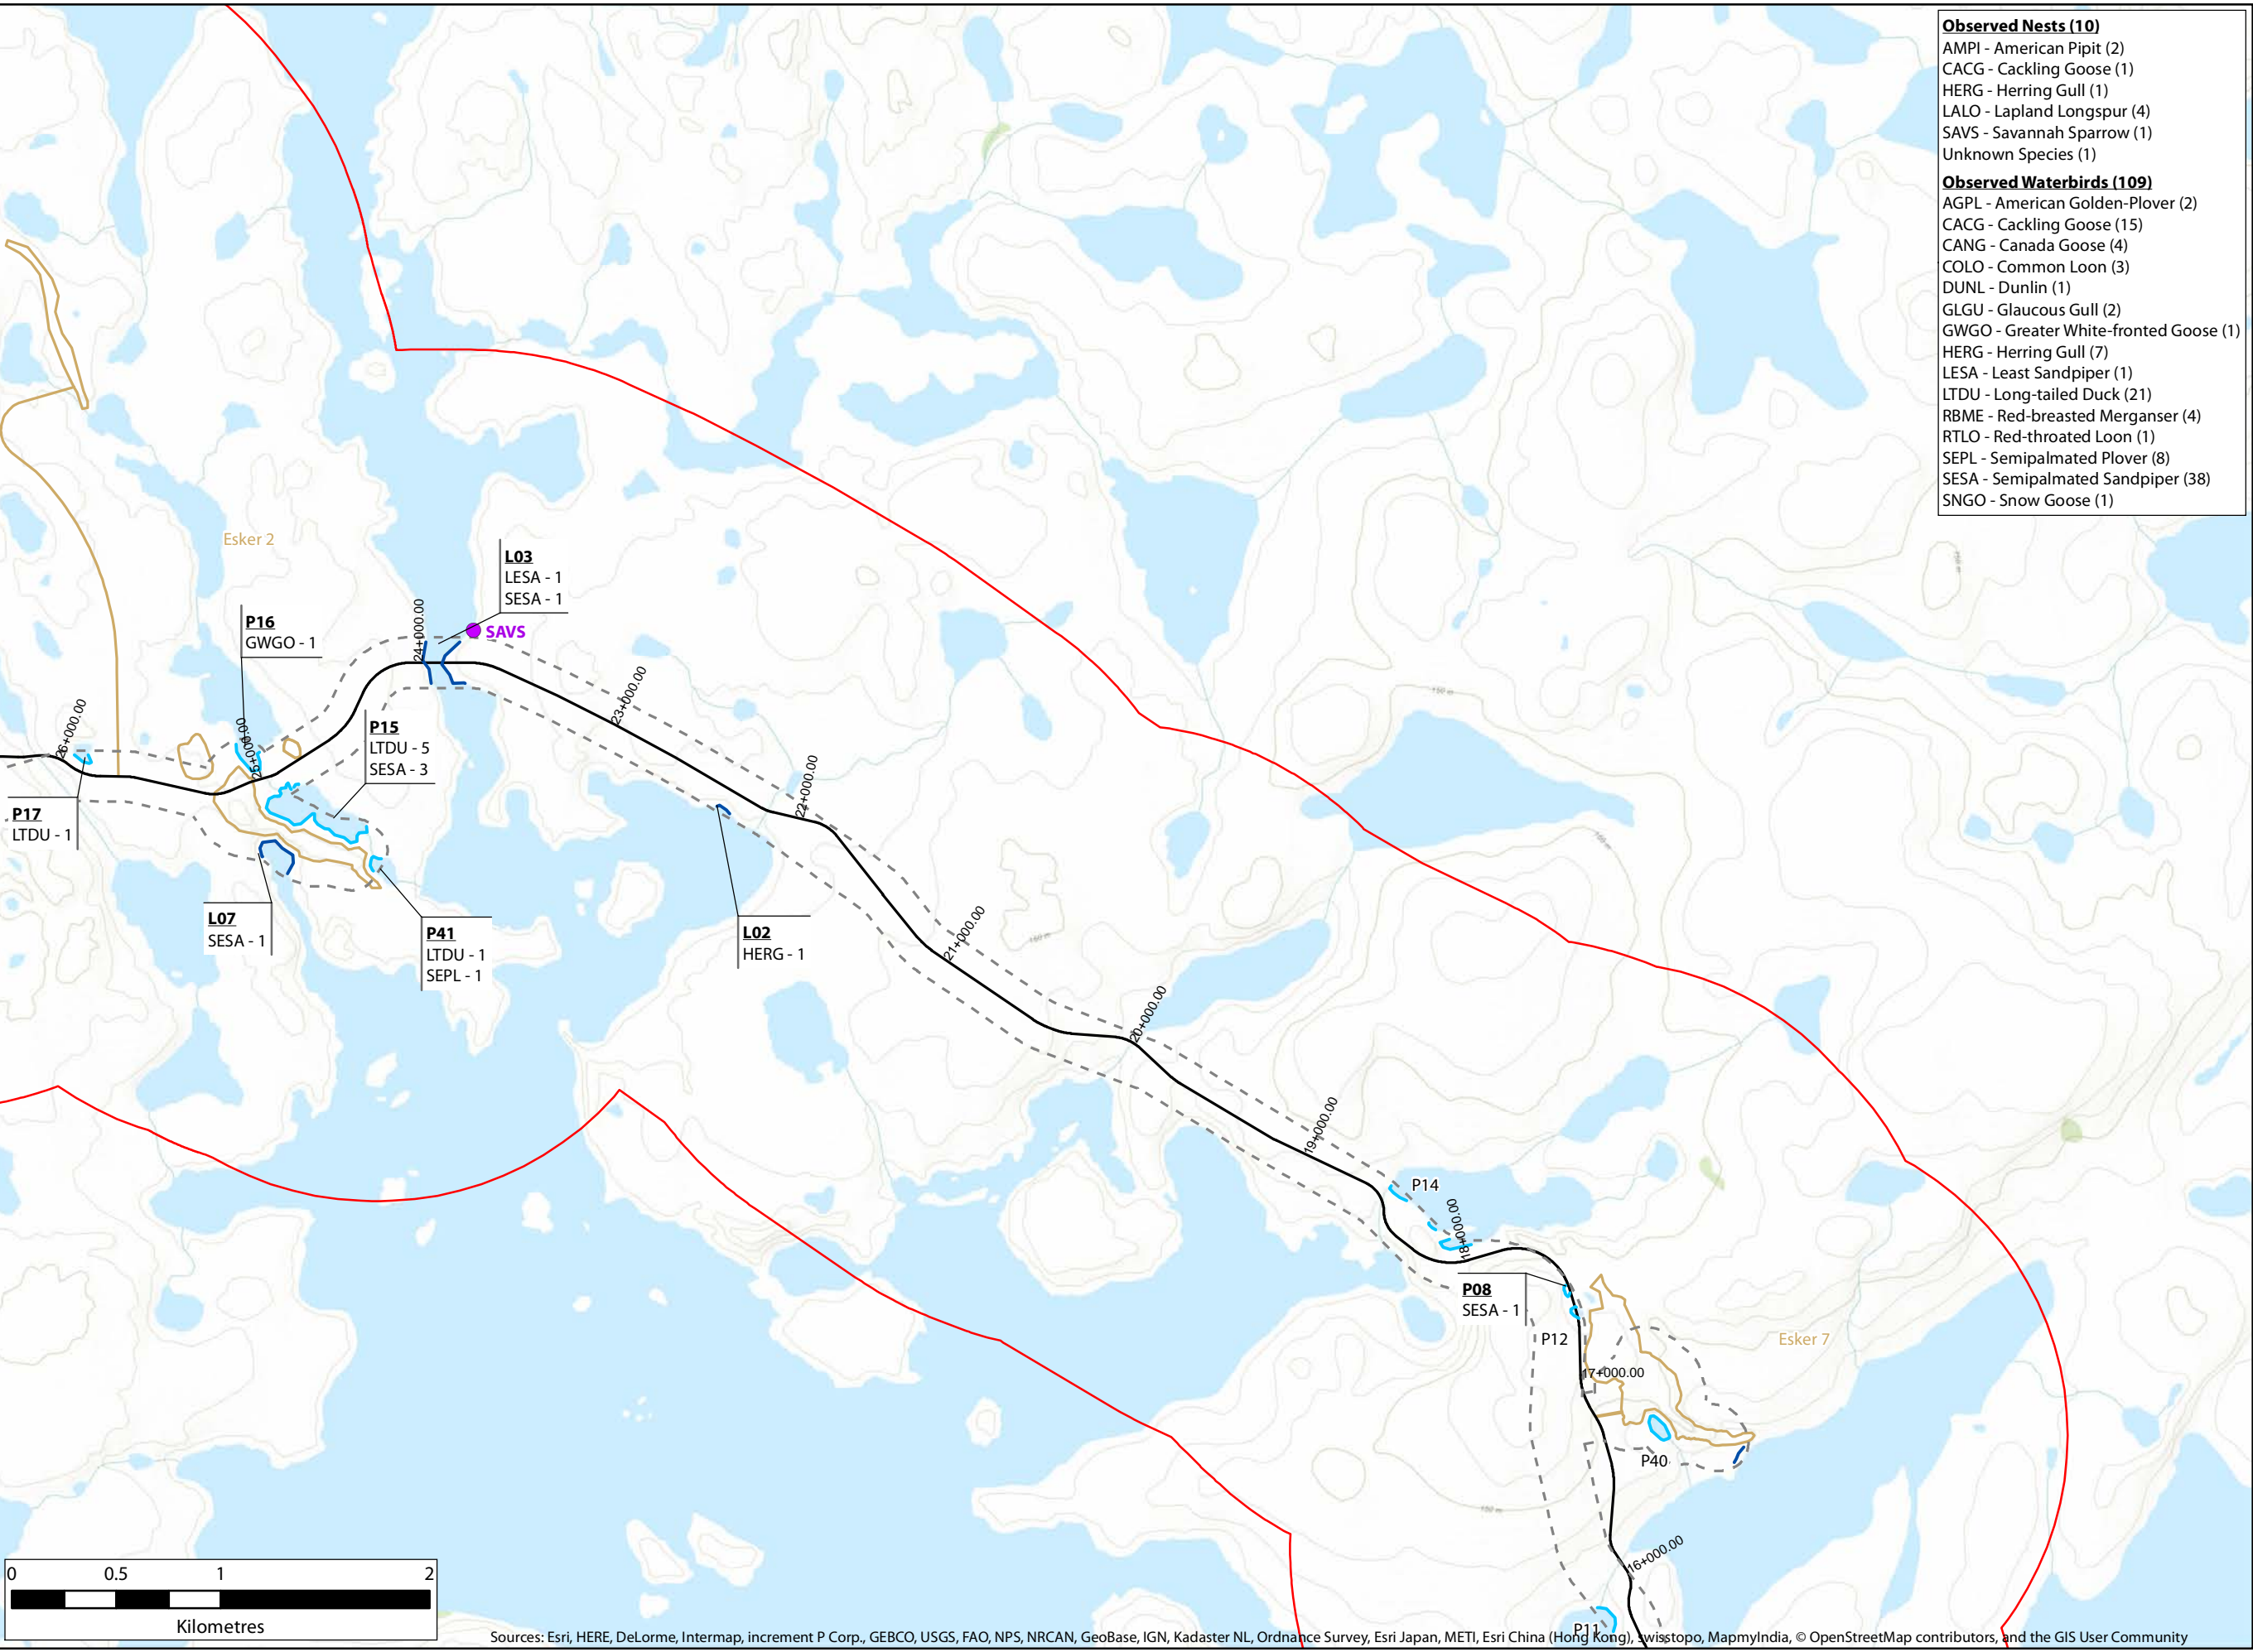 Observed Nests (10)
AMPI - American Pipit (2)
CACG - Cackling Goose (1)
HERG - Herring Gull (1)
LALO - Lapland Longspur (4)
SAVS - Savannah Sparrow (1)
Unknown Species (1)
Observed Waterbirds (109)
AGPL - American Golden-Plover (2)
CACG - Cackling Goose (15)
CANG - Canada Goose (4)
COLO - Common Loon (3)
DUNL - Dunlin (1)
GLGU - Glaucous Gull (2)
GWGO - Greater White-fronted Goose (1)
HERG - Herring Gull (7)
LESA - Least Sandpiper (1)
LTDU - Long-tailed Duck (21)
RBME - Red-breasted Merganser (4)
RTLO - Red-throated Loon (1)
SEPL - Semipalmated Plover (8)
SESA - Semipalmated Sandpiper (38)
SNGO - Snow Goose (1)
Esker 2
L03
LESA - 1
SESA - 1
24+000.00
SAVS
P16
GWGO - 1
23+000.00
26+000.00
25+000.00
P15
LTDU - 5
SESA - 3
150 m
22+000.00
P17
LTDU - 1
L07
SESA - 1
P41
LTDU - 1
SEPL - 1
L02
HERG - 1
21+000.00
150 m
20+000.00
19+000.00
P14
18+000.00
P08
SESA - 1
P12
Esker 7
17+000.00
P40
150 m
16+000.00
P11
0 0.5 1 2
Kilometres
Sources: Esri, HERE, DeLorme, Intermap, increment P Corp., GEBCO, USGS, FAO, NPS, NRCAN, GeoBase, IGN, Kadaster NL, Ordnance Survey, Esri Japan, METI, Esri China (Hong Kong), swisstopo, MapmyIndia, © OpenStreetMap contributors, and the GIS User Community